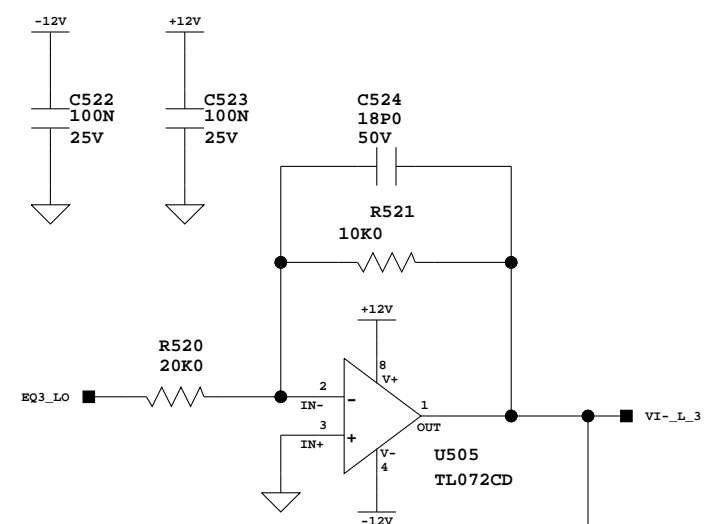 -12V
+12V
C522
100N
25V
C523
100N
25V
C524
18P0
50V
R521
10K0
+12V
R520
20K0
8
V+
EQ3_LO
2
IN-
-
1
OUT
VI-_L_3
3
IN+
+
V-
4
U505
TL072CD
-12V